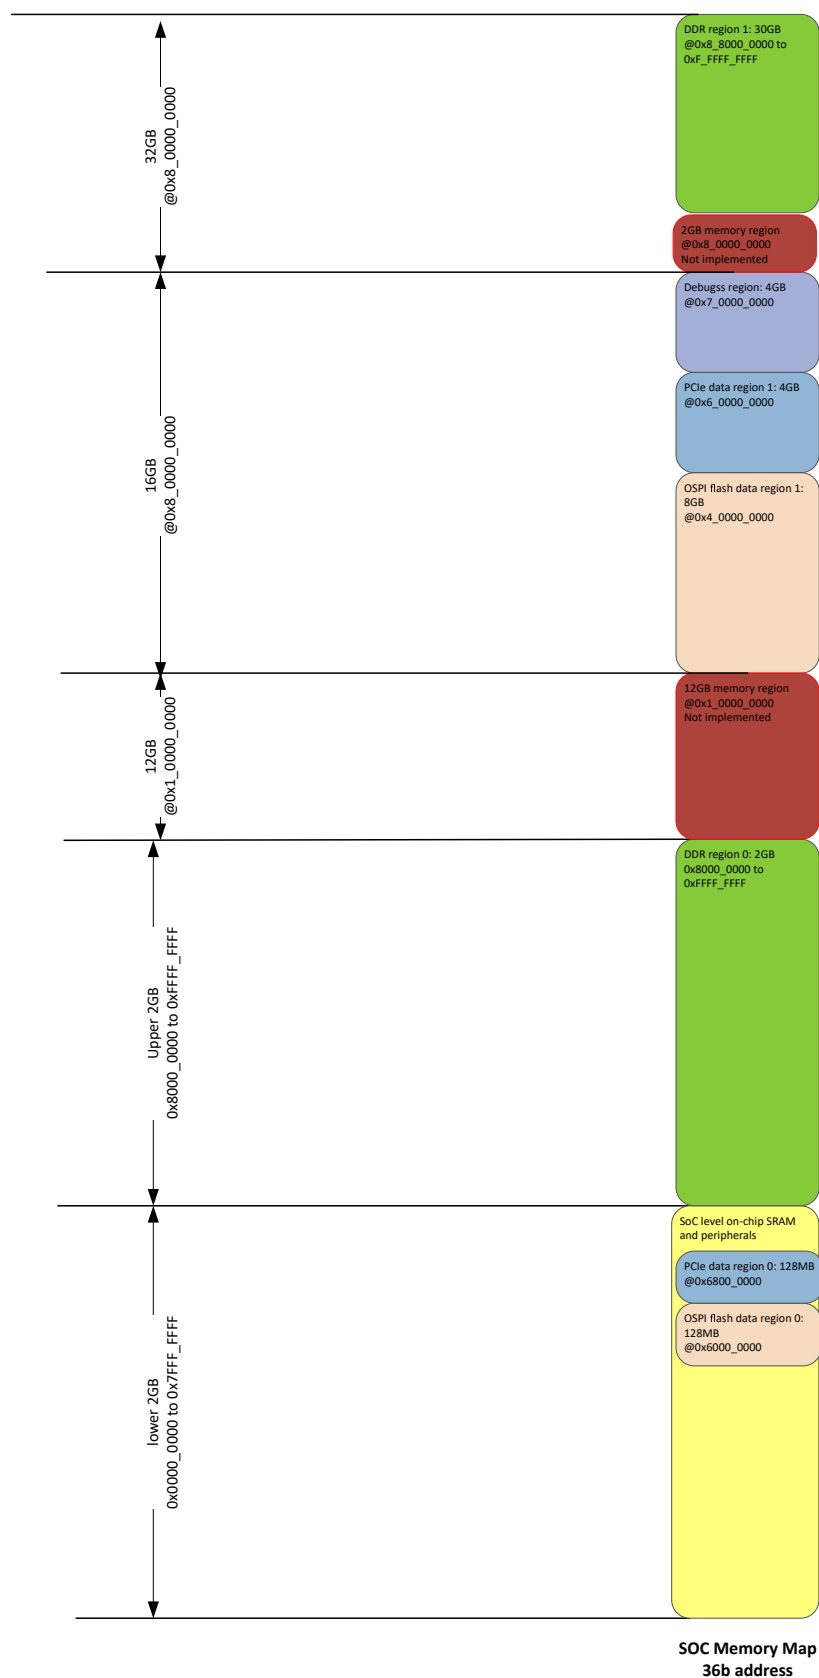 DDR region 1: 30GB
@0x8_8000_0000 to
0xF_FFFF_FFFF
32GB
@0x8_0000_0000
2GB memory region
@0x8_0000_0000
Not implemented
Debugss region: 4GB
@0x7_0000_0000
PCIe data region 1: 4GB
@0x6_0000_0000
16GB
@0x8_0000_0000
OSPI flash data region 1:
8GB
@0x4_0000_0000
12GB memory region
@0x1_0000_0000
Not implemented
12GB
@0x1_0000_0000
DDR region 0: 2GB
0x8000_0000 to
0xFFFF_FFFF
Upper 2GB
0x8000_0000 to 0xFFFF_FFFF
SoC level on-chip SRAM
and peripherals
PCIe data region 0: 128MB
@0x6800_0000
OSPI flash data region 0:
128MB
@0x6000_0000
lower 2GB
0x0000_0000 to 0x7FFF_FFFF
SOC Memory Map
36b address